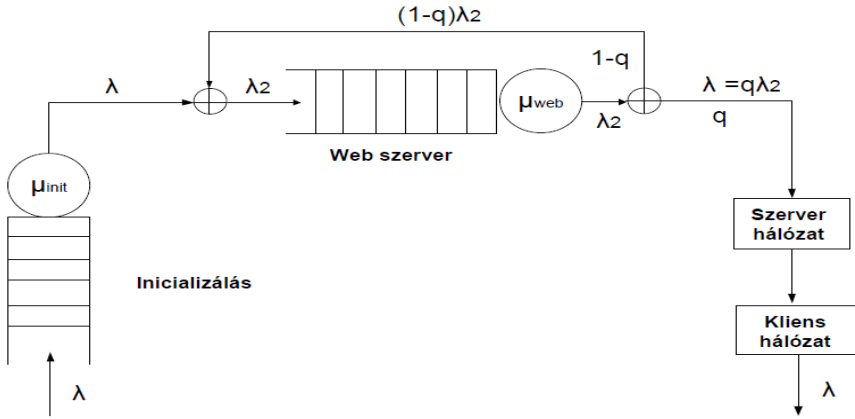 (1-q)λ2
λ
λ2
μweb
1-q
λ2
λ =qλ2
q
Web szerver
μinit
Inicializálás
λ
Szerver
hálózat
Kliens
hálózat
λ